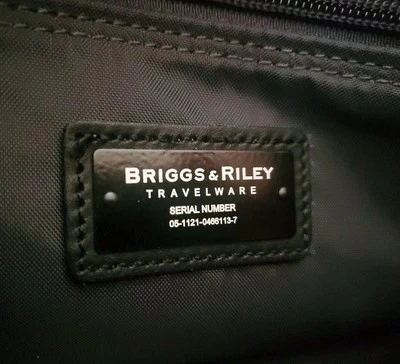 BRIGGS & RILEY
TRAVELWARE
SERIAL NUMBER
05-1121-0466113-7